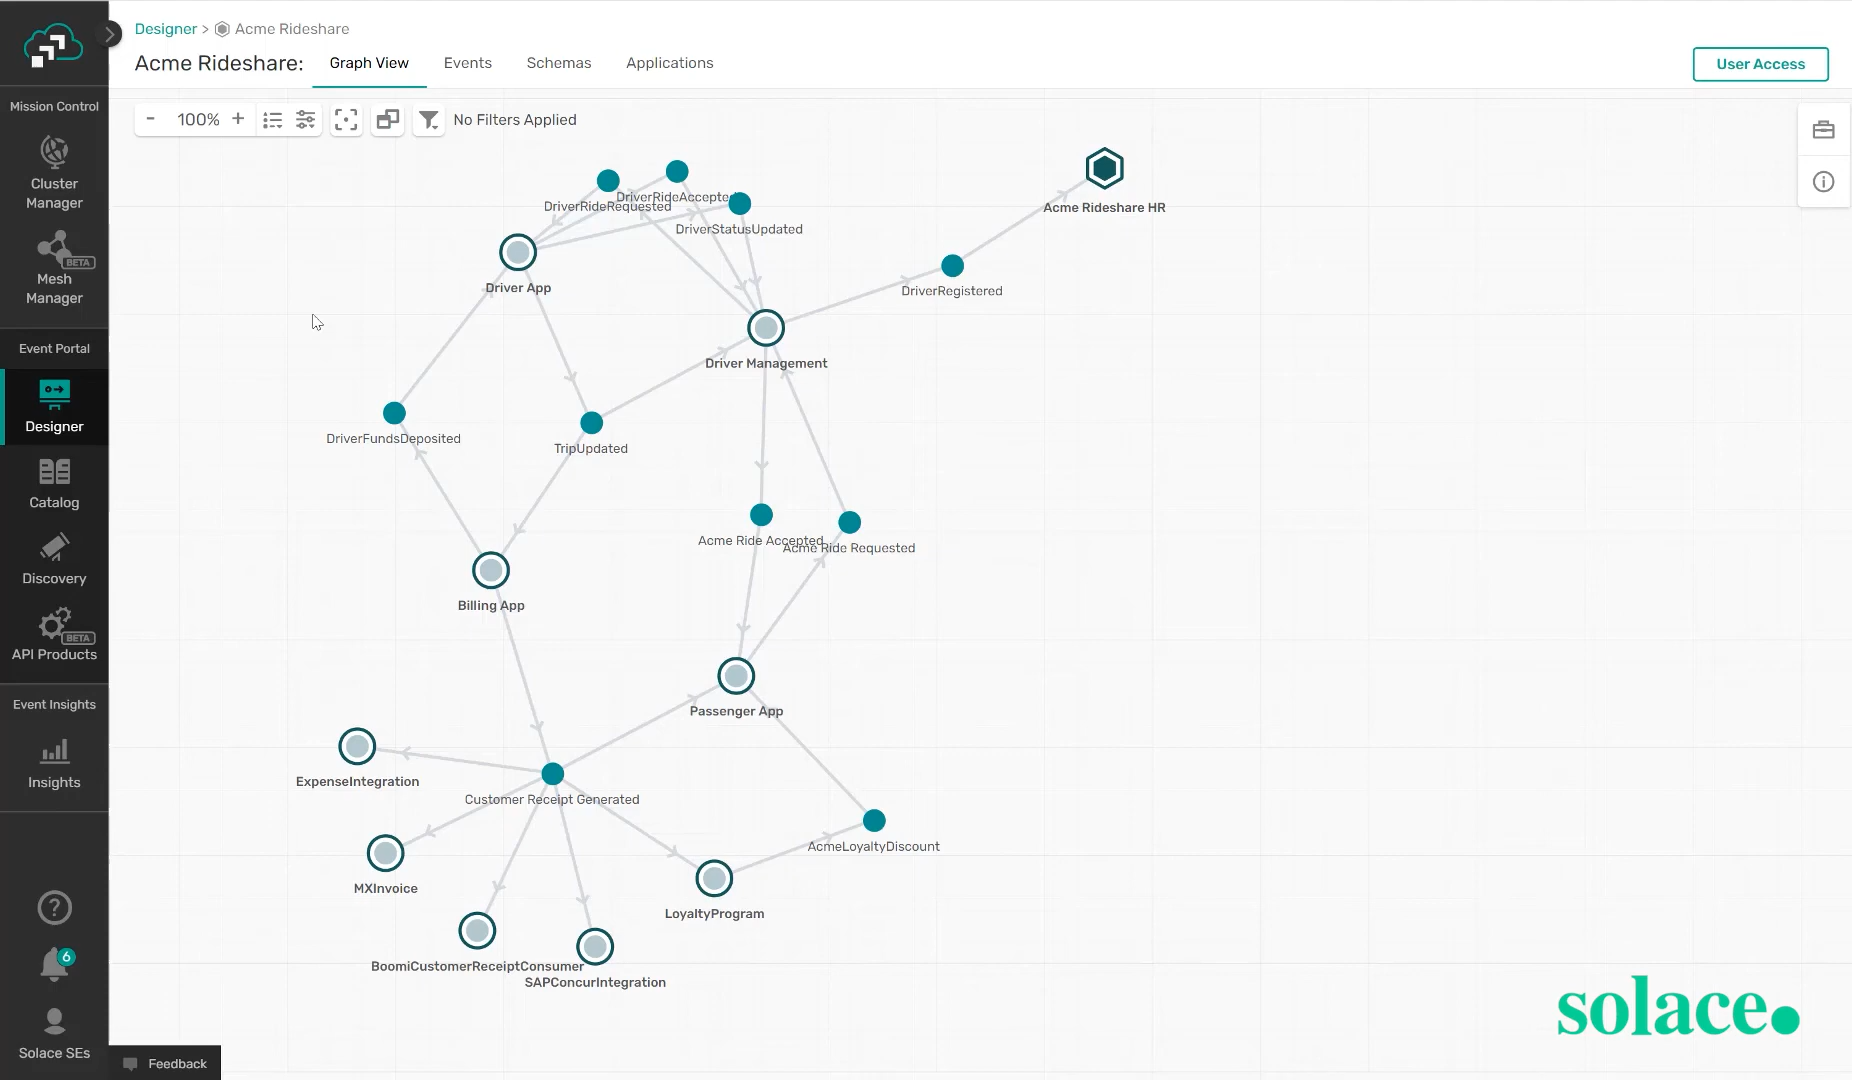 Designer > Acme Rideshare
Acme Rideshare:
Graph View
Events
Schemas
Applications
User Access
- 100% +
No Filters Applied
Mission Control
Cluster
Manager
BETA
Mesh
Manager
Event Portal
Designer
Catalog
Discovery
BETA
API Products
Event Insights
Insights
?
6
Solace SEs
Feedback
DriverRideAccepted
DriverRideRequested
DriverStatusUpdated
Acme Rideshare HR
Driver App
DriverRegistered
Driver Management
DriverFundsDeposited
TripUpdated
Acme Ride Accepted
Acme Ride Requested
Billing App
Passenger App
ExpenseIntegration
Customer Receipt Generated
AcmeLoyaltyDiscount
MXInvoice
LoyaltyProgram
BoomiCustomerReceiptConsumer
SAPConcurIntegration
solace.